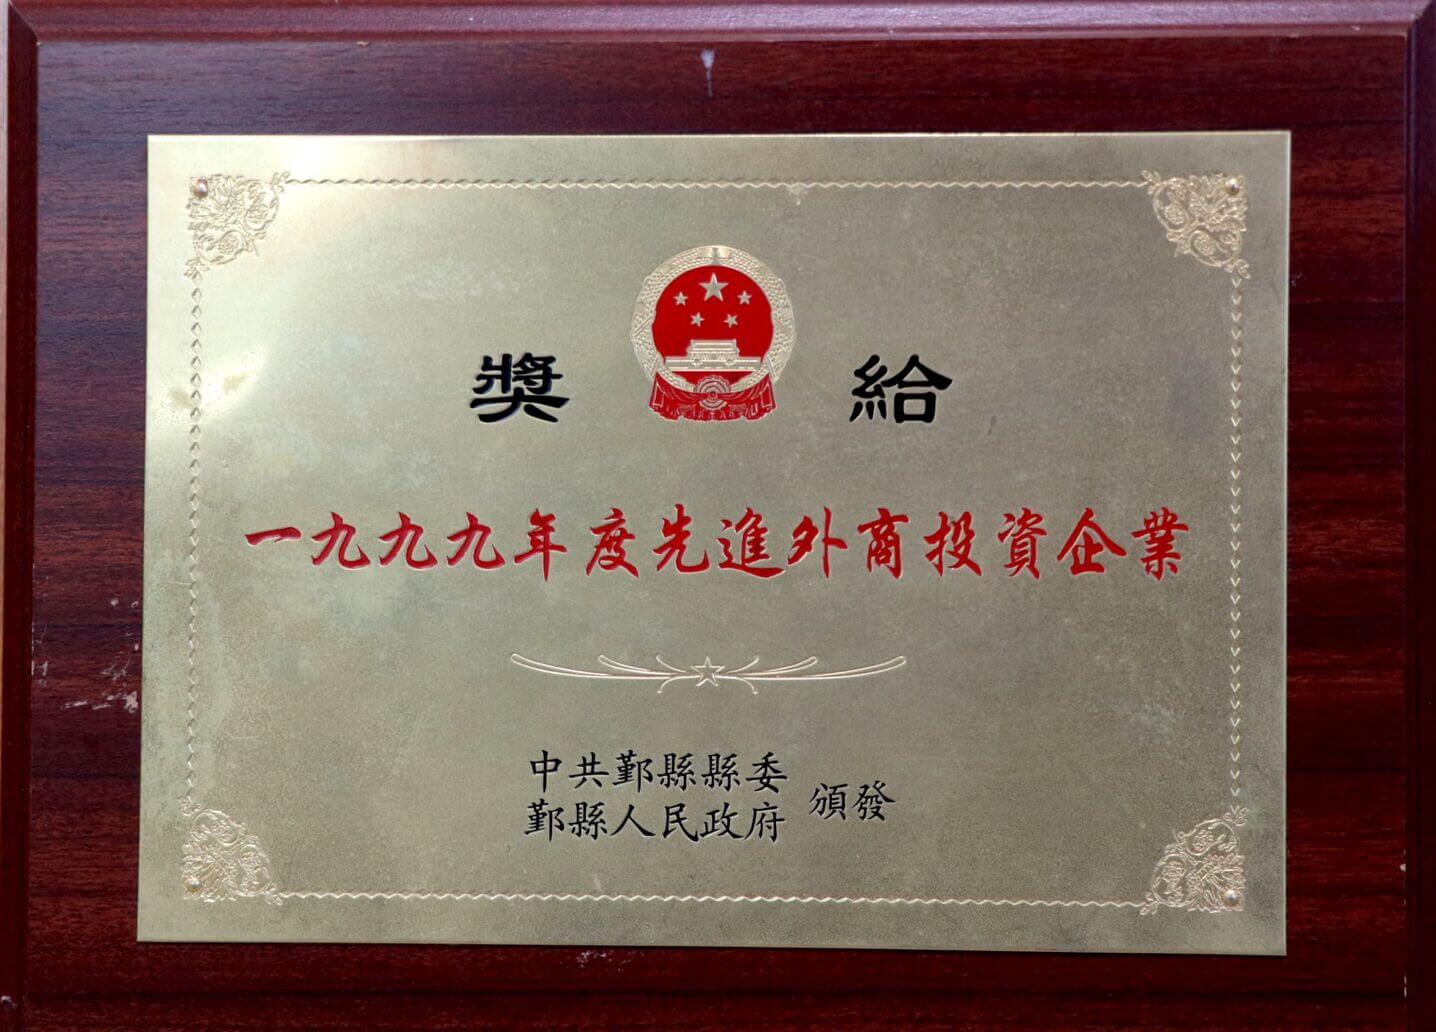 獎給
一九九九年度先進外商投資企業
中共鄞縣縣委
鄞縣人民政府
頒發